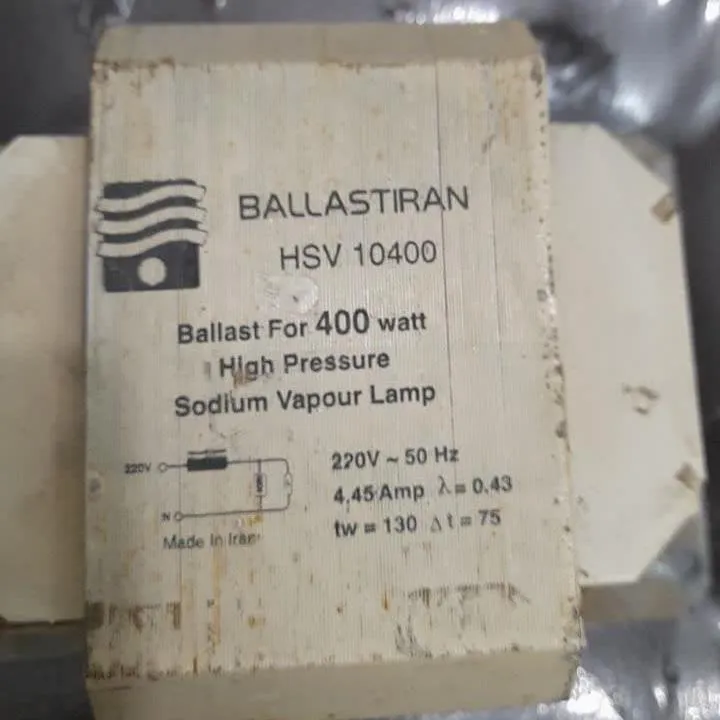 BALLASTIRAN
HSV 10400
Ballast For 400 watt
High Pressure
Sodium Vapour Lamp
220V
N
220V ~ 50 Hz
4,45 Amp λ = 0.43
tw = 130 Δt = 75
Made In Iran